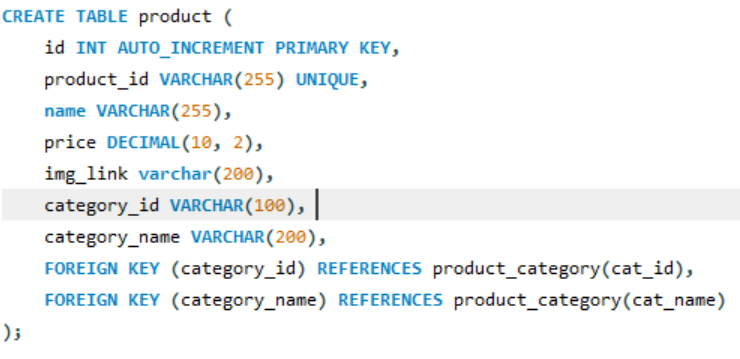 CREATE TABLE product (
id INT AUTO_INCREMENT PRIMARY KEY,
product_id VARCHAR(255) UNIQUE,
name VARCHAR(255),
price DECIMAL(10, 2),
img_link varchar(200),
category_id VARCHAR(100),
category_name VARCHAR(200),
FOREIGN KEY (category_id) REFERENCES product_category(cat_id),
FOREIGN KEY (category_name) REFERENCES product_category(cat_name)
);